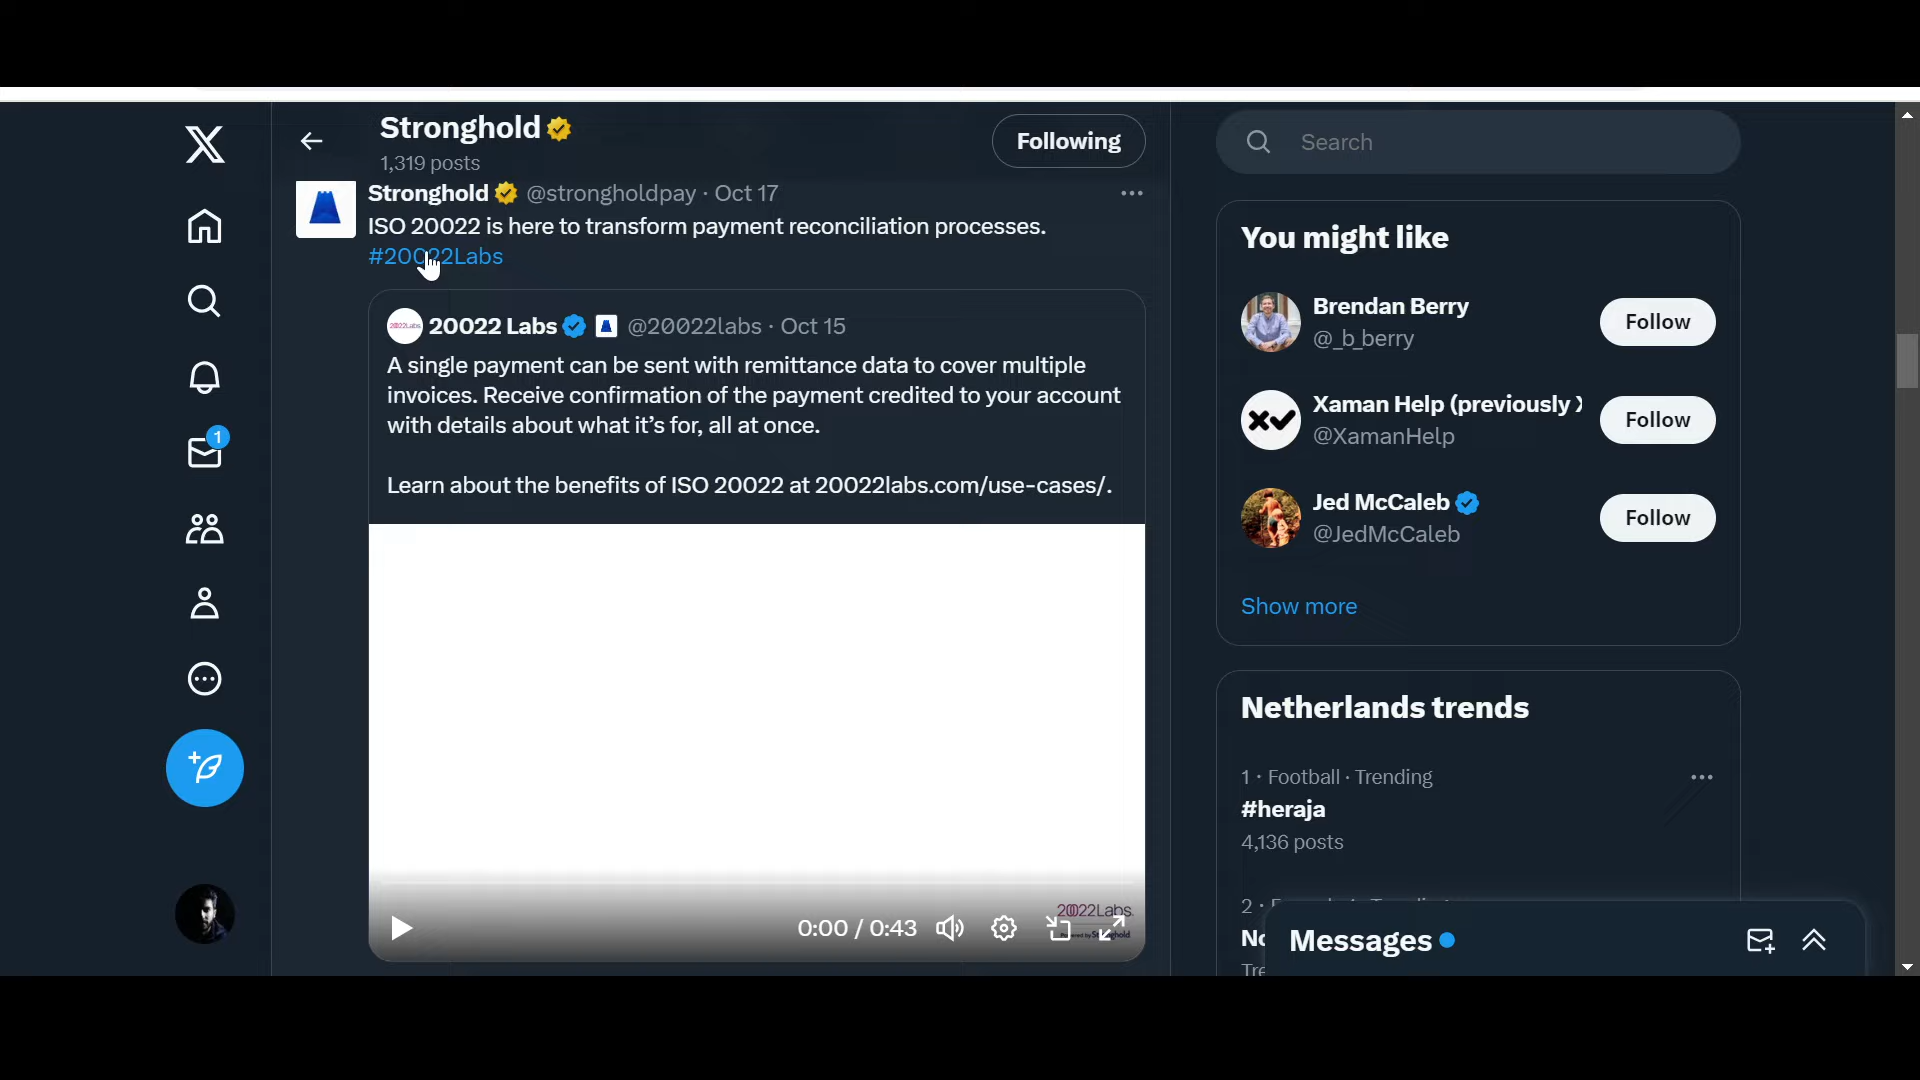 Stronghold
1,319 posts
Following
Search
Stronghold @strongholdpay · Oct 17
ISO 20022 is here to transform payment reconciliation processes.
#20022Labs
20022 Labs @20022labs · Oct 15
A single payment can be sent with remittance data to cover multiple
invoices. Receive confirmation of the payment credited to your account
with details about what it’s for, all at once.
Learn about the benefits of ISO 20022 at 20022labs.com/use-cases/.
0:00 / 0:43
20022Labs
1
You might like
Brendan Berry
@_b_berry
Follow
Xaman Help (previously
@XamanHelp
Follow
Jed McCaleb
@JedMcCaleb
Follow
Show more
Netherlands trends
1 · Football · Trending
#heraja
4,136 posts
2 ·
Messages